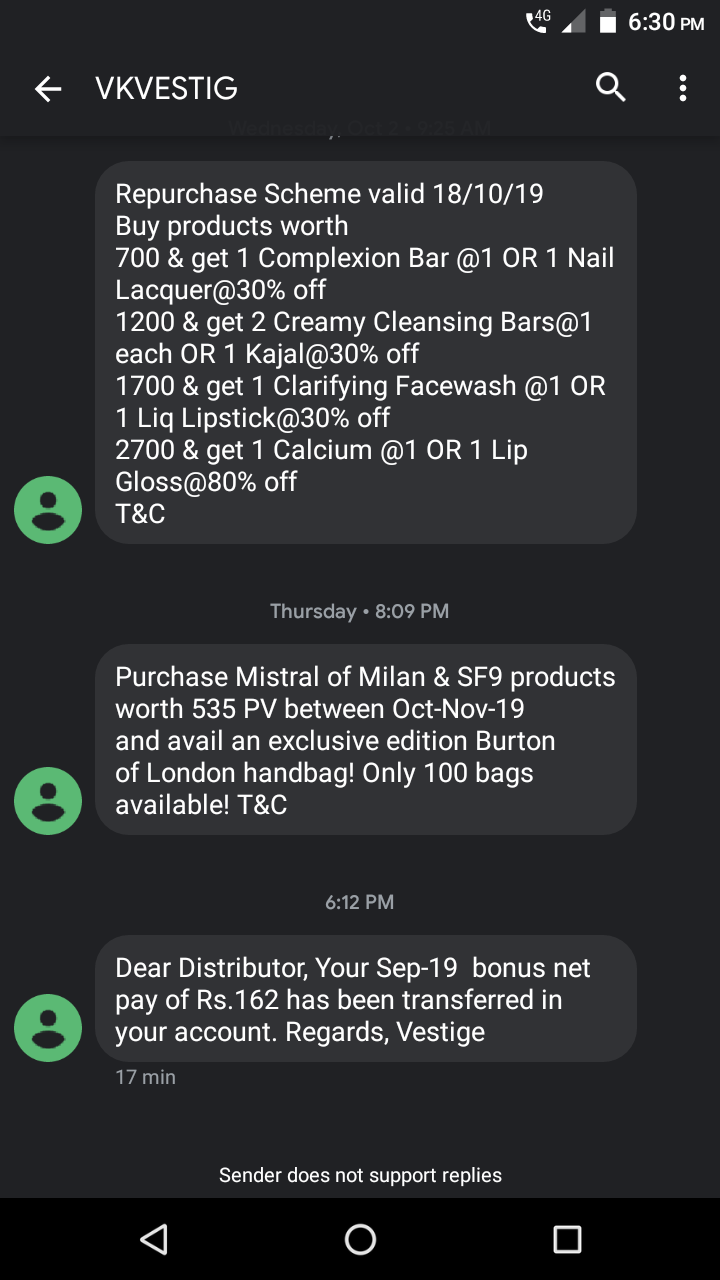 4G 6:30 PM
VKVESTIG
Wednesday, Oct 2 • 9:25 AM
Repurchase Scheme valid 18/10/19
Buy products worth
700 & get 1 Complexion Bar @1 OR 1 Nail
Lacquer@30% off
1200 & get 2 Creamy Cleansing Bars@1
each OR 1 Kajal@30% off
1700 & get 1 Clarifying Facewash @1 OR
1 Liq Lipstick@30% off
2700 & get 1 Calcium @1 OR 1 Lip
Gloss@80% off
T&C
Thursday • 8:09 PM
Purchase Mistral of Milan & SF9 products
worth 535 PV between Oct-Nov-19
and avail an exclusive edition Burton
of London handbag! Only 100 bags
available! T&C
6:12 PM
Dear Distributor, Your Sep-19  bonus net
pay of Rs.162 has been transferred in
your account. Regards, Vestige
17 min
Sender does not support replies